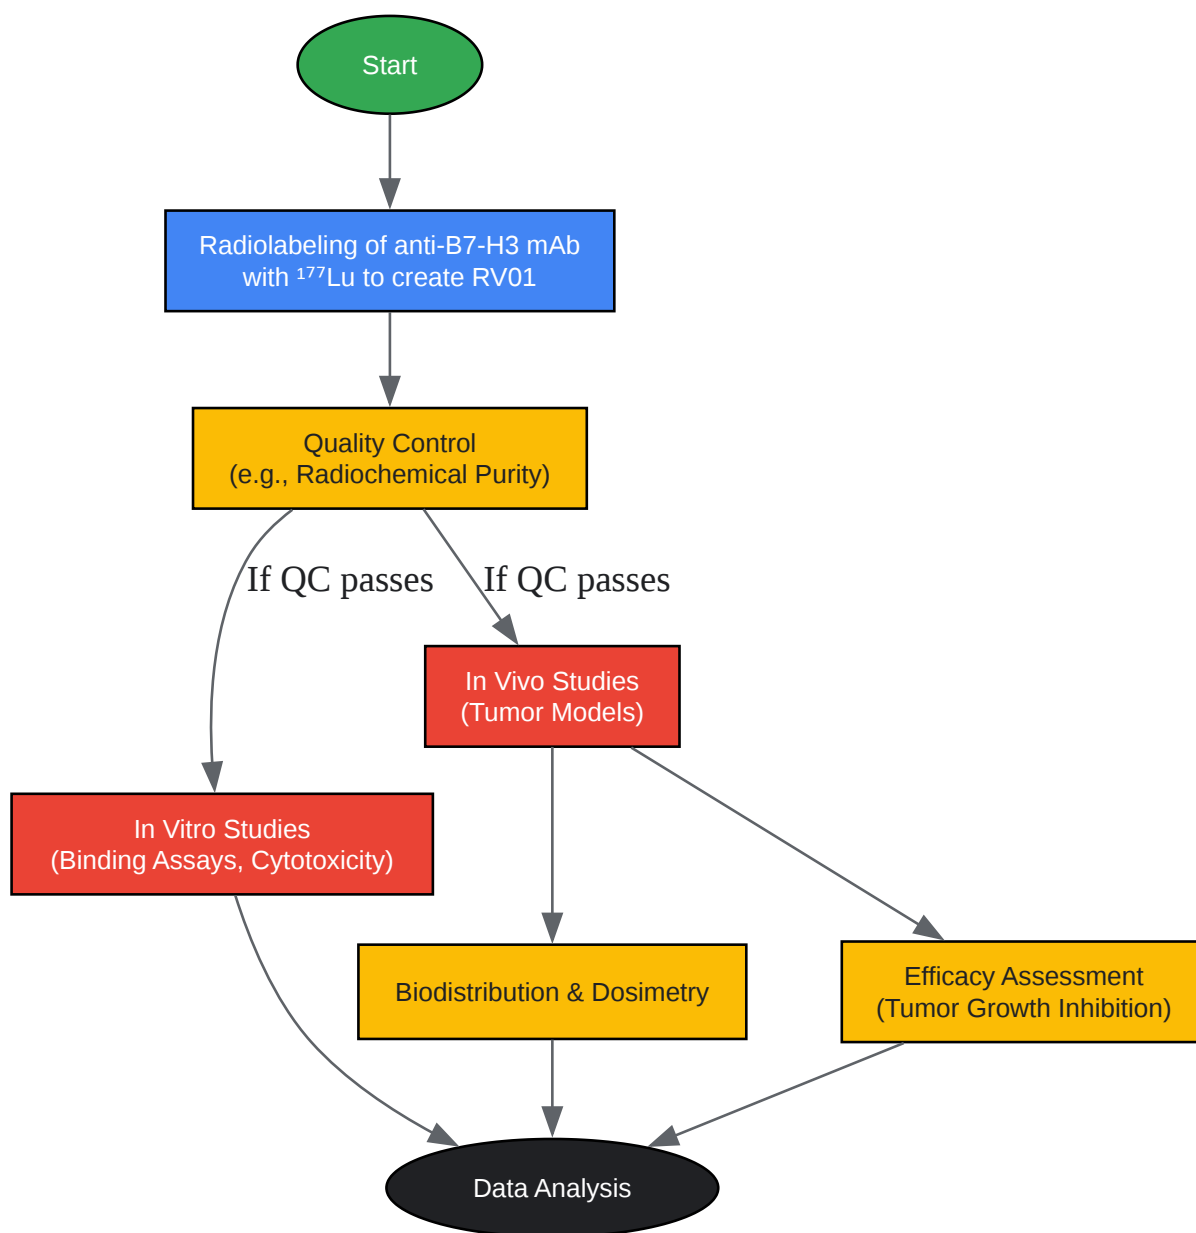 Start
Radiolabeling of anti-B7-H3 mAb
with ¹⁷⁷Lu to create RV01
Quality Control
(e.g., Radiochemical Purity)
If QC passes
If QC passes
In Vivo Studies
(Tumor Models)
In Vitro Studies
(Binding Assays, Cytotoxicity)
Biodistribution & Dosimetry
Efficacy Assessment
(Tumor Growth Inhibition)
Data Analysis